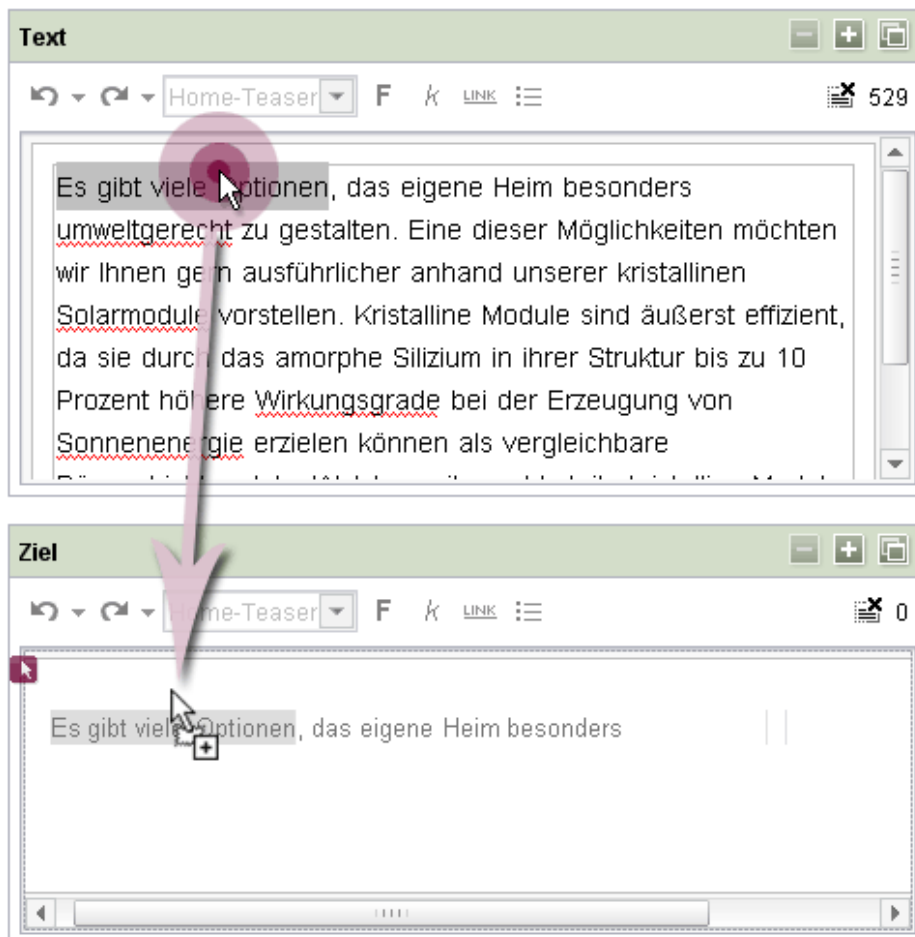 Text
Home-Teaser F k LINK 529
Es gibt viele Optionen, das eigene Heim besonders
umweltgerecht zu gestalten. Eine dieser Möglichkeiten möchten
wir Ihnen gern ausführlicher anhand unserer kristallinen
Solarmodule vorstellen. Kristalline Module sind äußerst effizient,
da sie durch das amorphe Silizium in ihrer Struktur bis zu 10
Prozent höhere Wirkungsgrade bei der Erzeugung von
Sonnenenergie erzielen können als vergleichbare
Ziel
Home-Teaser F k LINK 0
Es gibt viele Optionen, das eigene Heim besonders